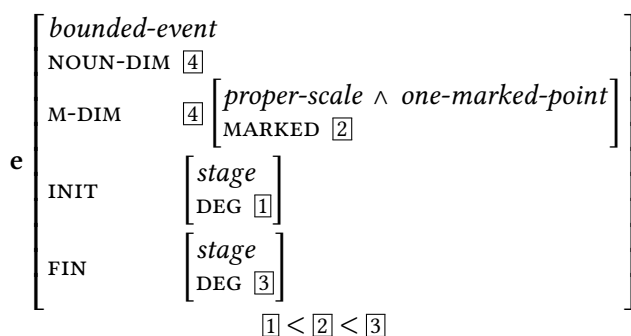 bounded-event
NOUN-DIM 4
M-DIM 4 proper-scale ∧ one-marked-point
MARKED 2
e
INIT stage
DEG 1
FIN stage
DEG 3
1 < 2 < 3